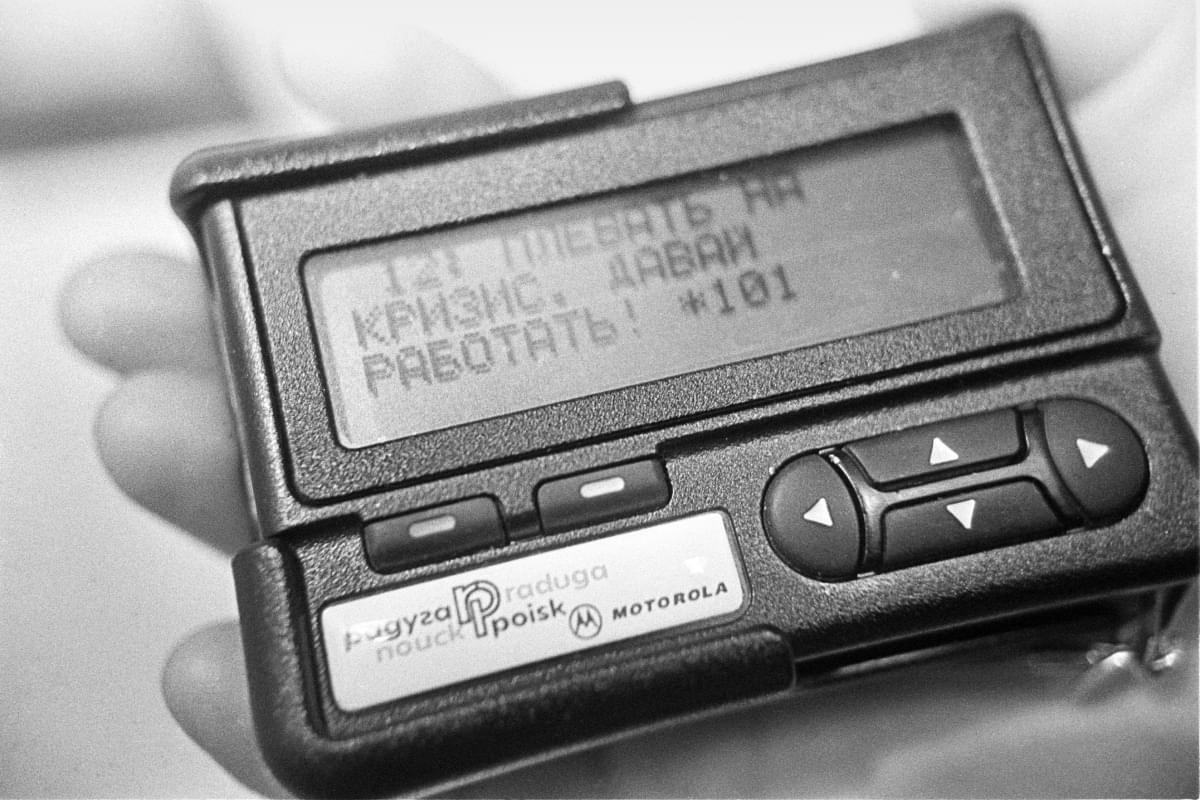 12: ПЛЕВАТЬ НА
КРИЗИС. ДАВАЙ
РАБОТАТЬ! *101
радуга raduga
поиск poisk
MOTOROLA